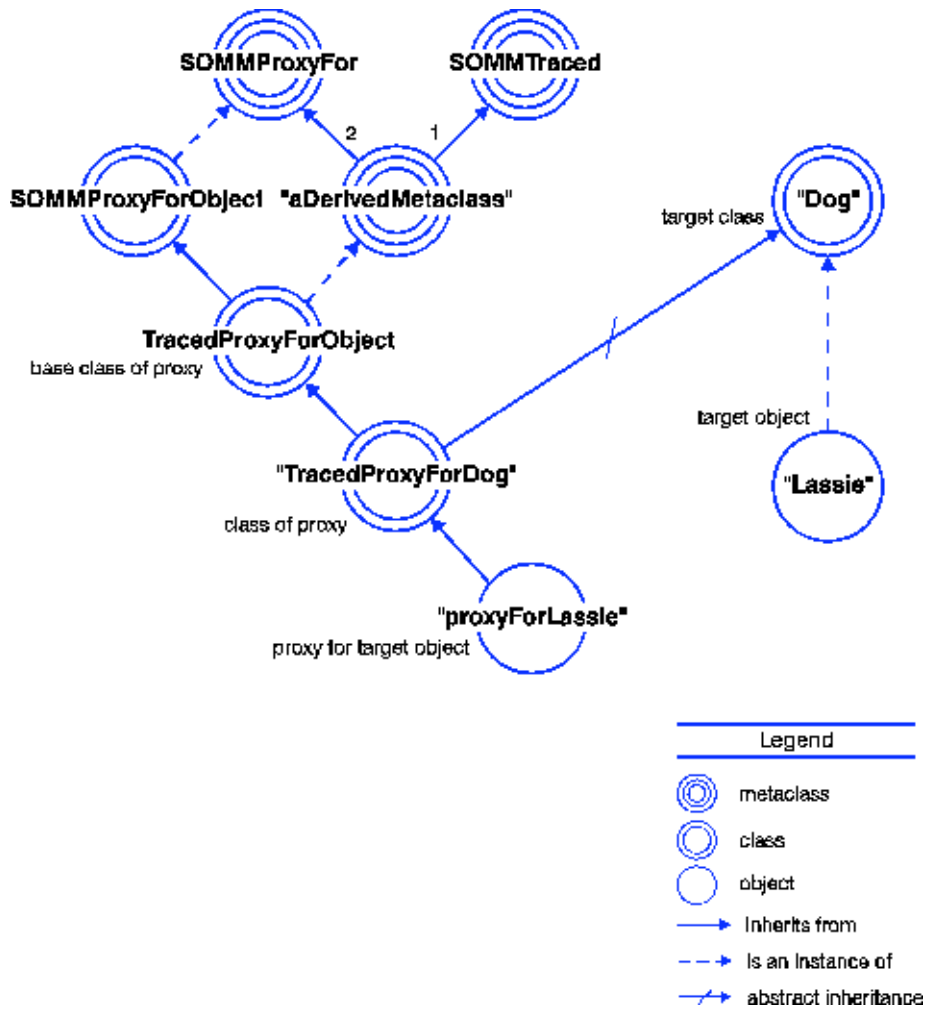 SOMMProxyFor
SOMMTraced
2
1
SOMMProxyForObject
"aDerivedMetaclass"
"Dog"
target class
TracedProxyForObject
base class of proxy
target object
"TracedProxyForDog"
"Lassie"
class of proxy
"proxyForLassie"
proxy for target object
Legend
metaclass
class
object
Inherits from
Is an Instance of
abstract inheritance